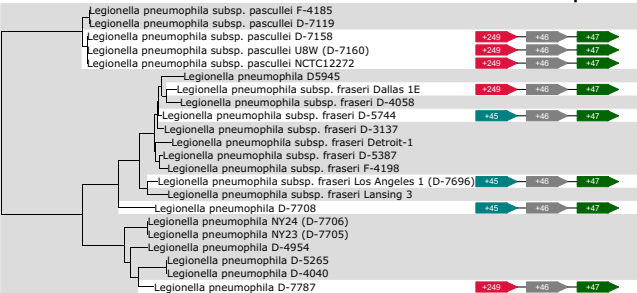 Legionella pneumophila subsp. pascullei F-4185
Legionella pneumophila subsp. pascullei D-7119
Legionella pneumophila subsp. pascullei D-7158 +249 +46 +47
Legionella pneumophila subsp. pascullei U8W (D-7160) +249 +46 +47
Legionella pneumophila subsp. pascullei NCTC12272 +249 +46 +47
Legionella pneumophila D5945
Legionella pneumophila subsp. fraseri Dallas 1E +249 +46 +47
Legionella pneumophila subsp. fraseri D-4058
Legionella pneumophila subsp. fraseri D-5744 +45 +46 +47
Legionella pneumophila subsp. fraseri D-3137
Legionella pneumophila subsp. fraseri Detroit-1
Legionella pneumophila subsp. fraseri D-5387
Legionella pneumophila subsp. fraseri F-4198
Legionella pneumophila subsp. fraseri Los Angeles 1 (D-7696) +45 +46 +47
Legionella pneumophila subsp. fraseri Lansing 3
Legionella pneumophila D-7708 +45 +46 +47
Legionella pneumophila NY24 (D-7706)
Legionella pneumophila NY23 (D-7705)
Legionella pneumophila D-4954
Legionella pneumophila D-5265
Legionella pneumophila D-4040
Legionella pneumophila D-7787 +249 +46 +47